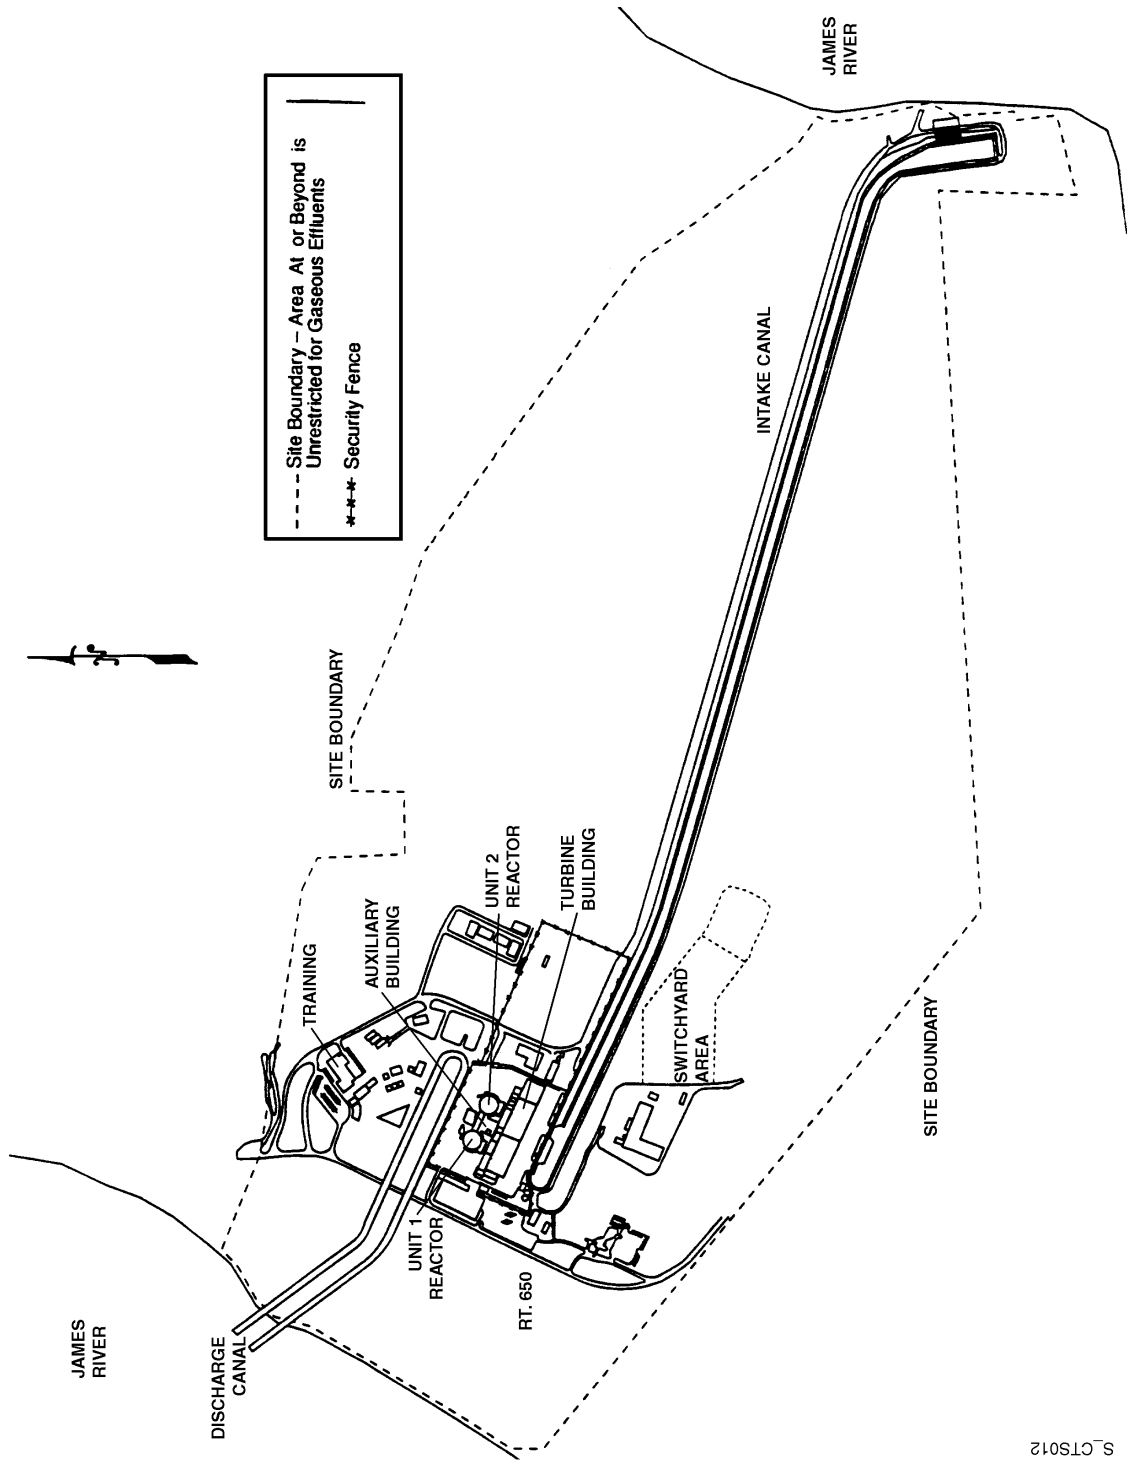 Site Boundary – Area At or Beyond is
Unrestricted for Gaseous Effluents
Security Fence
JAMES
RIVER
SITE BOUNDARY
INTAKE CANAL
TRAINING
AUXILIARY
BUILDING
UNIT 2
REACTOR
TURBINE
BUILDING
SWITCHYARD
AREA
SITE BOUNDARY
JAMES
RIVER
DISCHARGE
CANAL
UNIT 1
REACTOR
RT. 650
S_CTS012